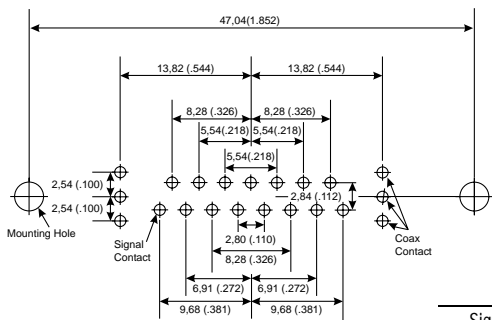 47,04(1.852)
13,82 (.544) 13,82 (.544)
8,28 (.326) 8,28 (.326)
5,54(.218) 5,54(.218)
5,54(.218)
2,54 (.100)
2,84 (.112)
2,54 (.100)
Mounting Hole
Signal
Contact
Coax
Contact
2,80 (.110)
8,28 (.326)
6,91 (.272) 6,91 (.272)
9,68 (.381) 9,68 (.381)
Sig